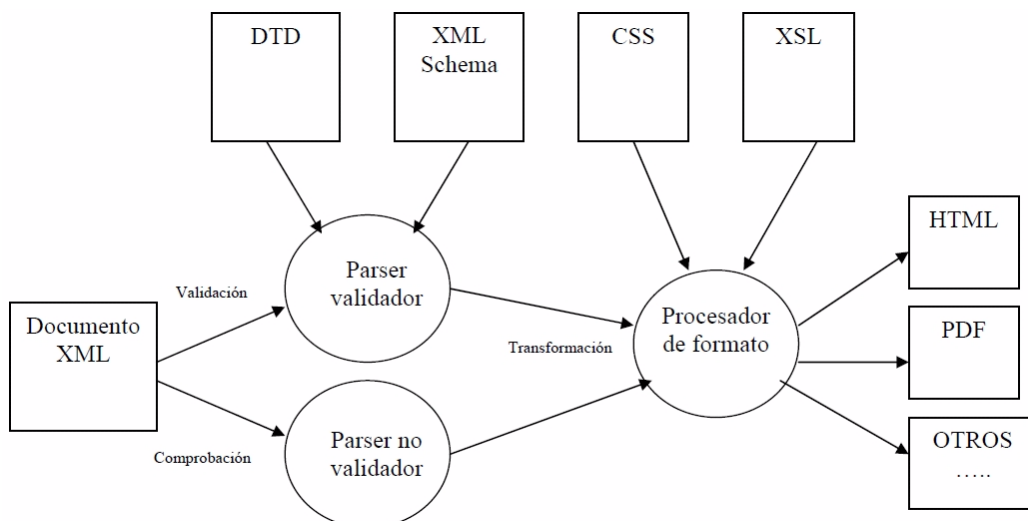 DTD
XML
Schema
CSS
XSL
HTML
Parser
validador
Validación
Documento
XML
Procesador
de formato
Transformación
PDF
Parser no
validador
Comprobación
OTROS
…..